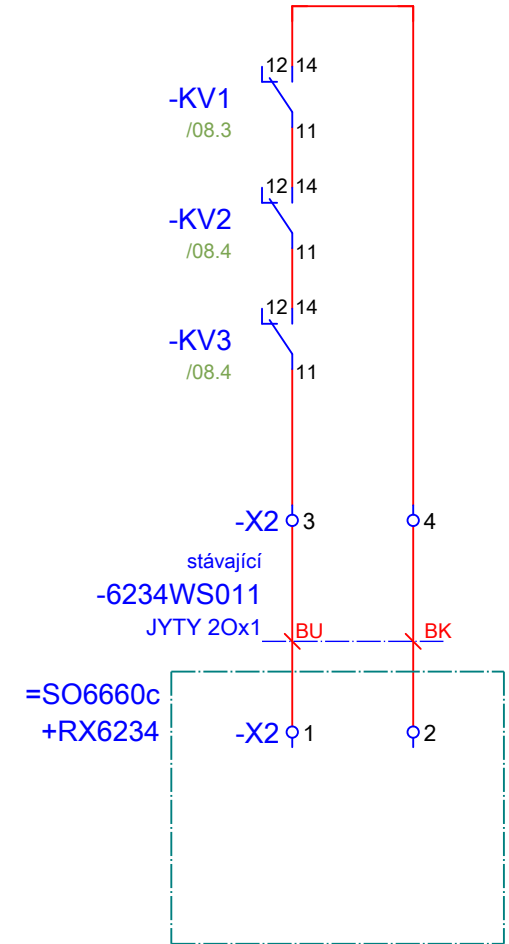 12 14
-KV1
/08.3
11
12 14
-KV2
/08.4
11
12 14
-KV3
/08.4
11
-X2 3 4
stávající
-6234WS011
JYTY 2Ox1 BU BK
=SO6660c
+RX6234 -X2 1 2